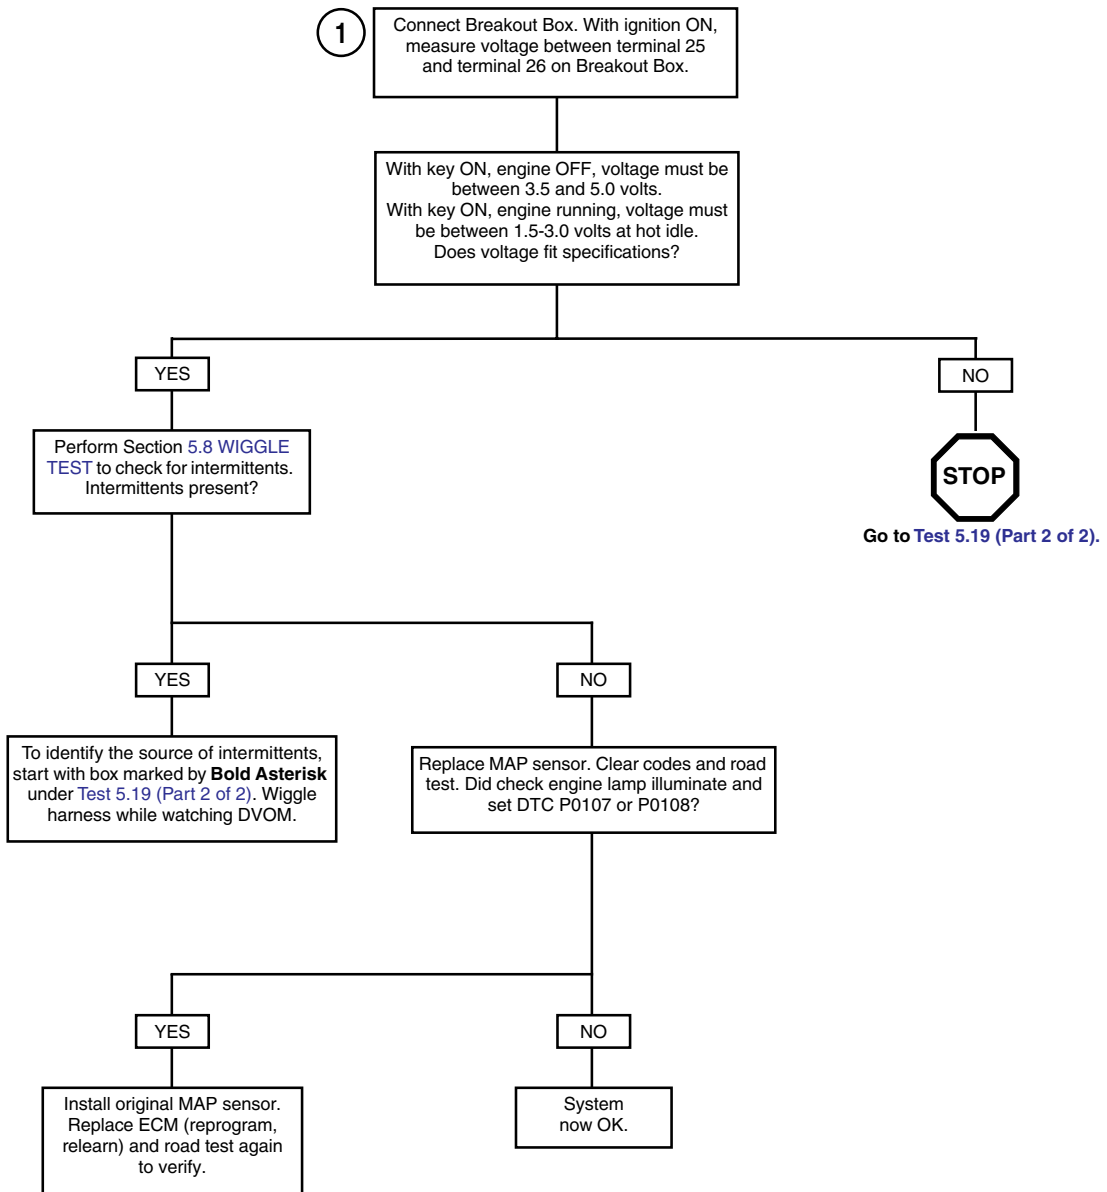 1
Connect Breakout Box. With ignition ON,
measure voltage between terminal 25
and terminal 26 on Breakout Box.
With key ON, engine OFF, voltage must be
between 3.5 and 5.0 volts.
With key ON, engine running, voltage must
be between 1.5-3.0 volts at hot idle.
Does voltage fit specifications?
YES
NO
Perform Section 5.8 WIGGLE
TEST to check for intermittents.
Intermittents present?
STOP
Go to Test 5.19 (Part 2 of 2).
YES
NO
To identify the source of intermittents,
start with box marked by Bold Asterisk
under Test 5.19 (Part 2 of 2). Wiggle
harness while watching DVOM.
Replace MAP sensor. Clear codes and road
test. Did check engine lamp illuminate and
set DTC P0107 or P0108?
YES
NO
Install original MAP sensor.
Replace ECM (reprogram,
relearn) and road test again
to verify.
System
now OK.